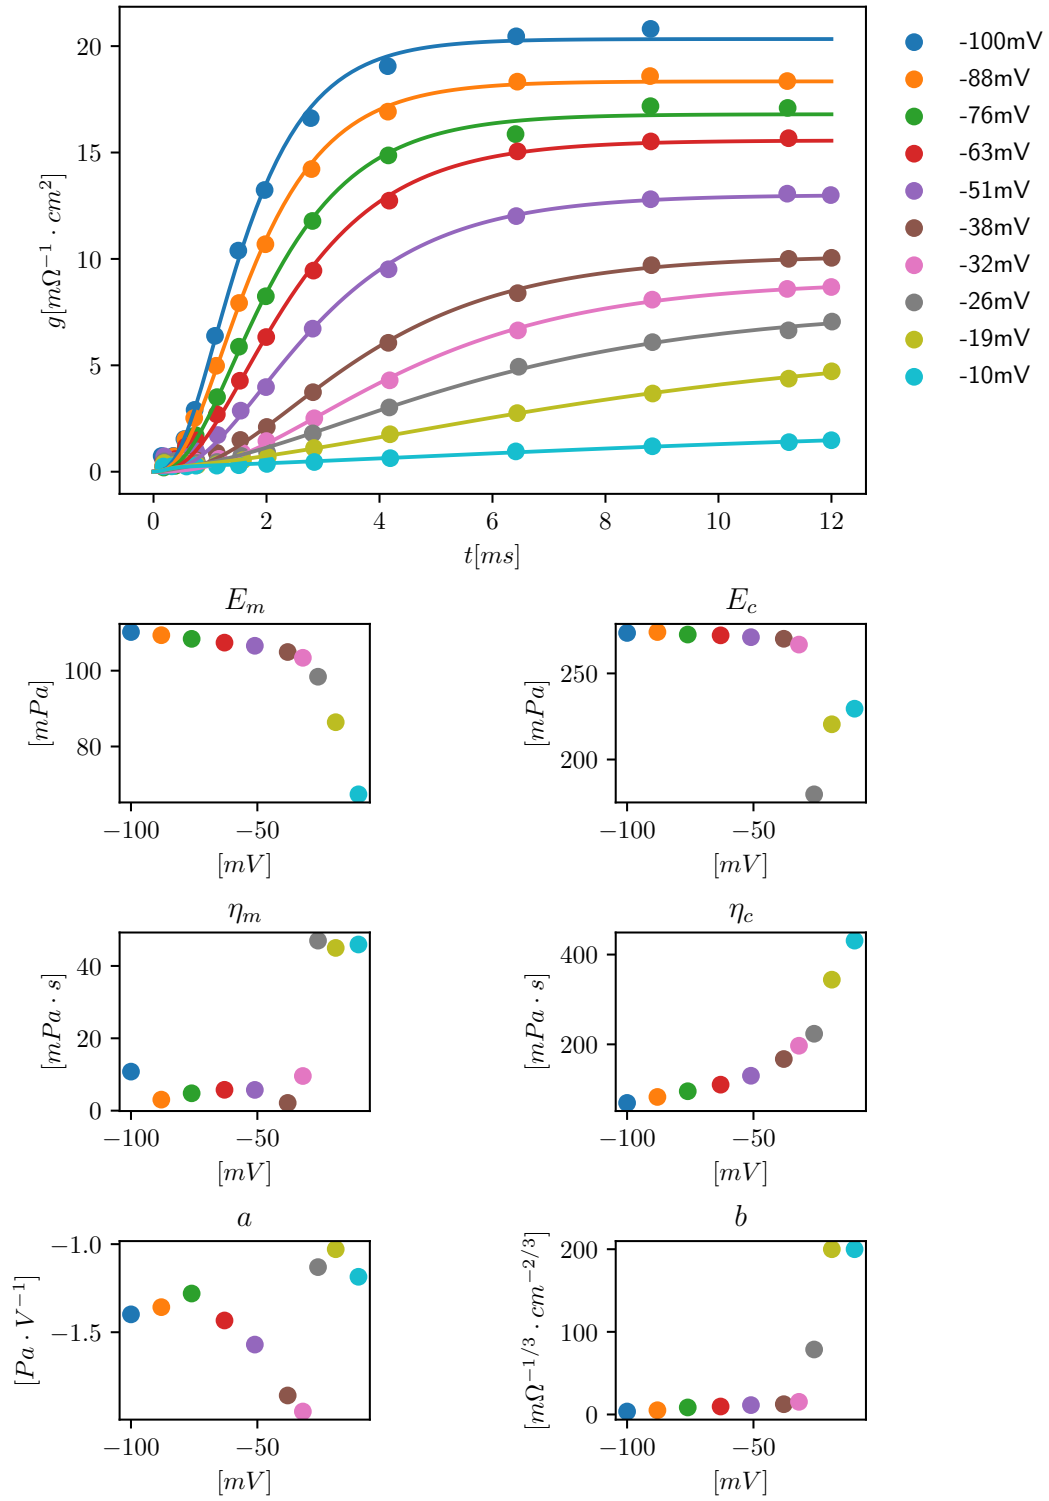 20
15
10
5
0
g[mΩ⁻¹ · cm²]
0 2 4 6 8 10 12
t[ms]
-100mV
-88mV
-76mV
-63mV
-51mV
-38mV
-32mV
-26mV
-19mV
-10mV
E_m
100
80
[mPa]
−100 −50
[mV]
E_c
250
200
[mPa]
−100 −50
[mV]
η_m
40
20
0
[mPa · s]
−100 −50
[mV]
η_c
400
200
[mPa · s]
−100 −50
[mV]
a
−1.0
−1.5
[Pa · V⁻¹]
−100 −50
[mV]
b
200
100
0
[mΩ^{−1/3} · cm^{−2/3}]
−100 −50
[mV]